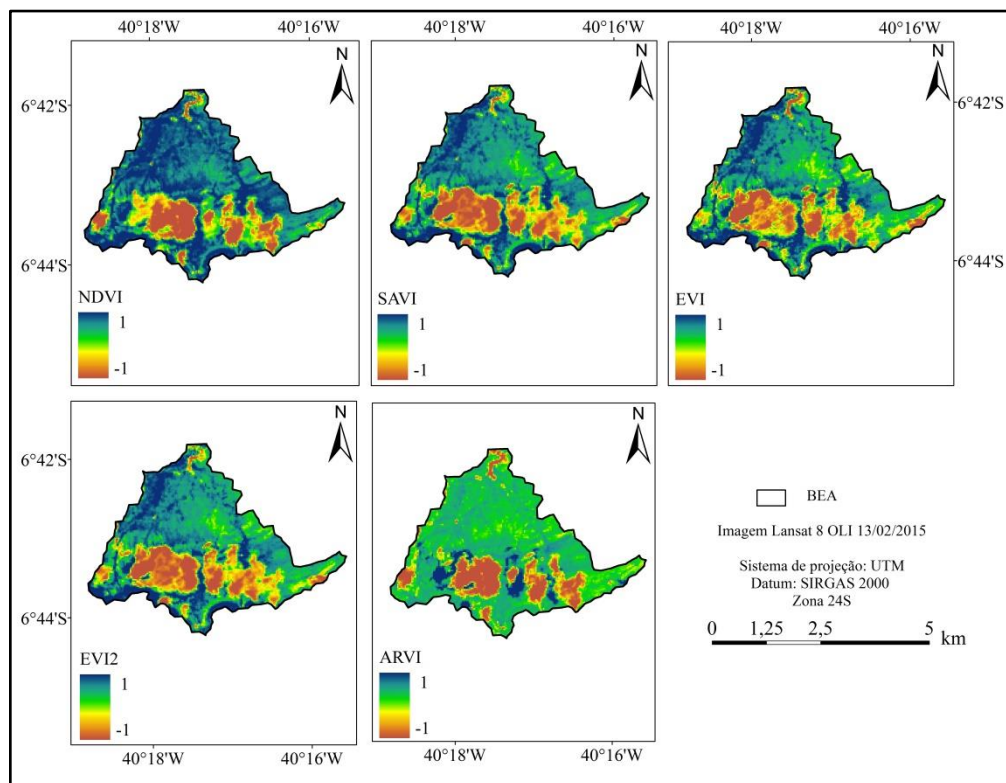 40°18'W
40°16'W
40°18'W
40°16'W
40°18'W
40°16'W
N
N
N
6°42'S
6°42'S
6°44'S
6°44'S
NDVI
1
-1
SAVI
1
-1
EVI
1
-1
N
N
6°42'S
6°44'S
BEA
Imagem Lansat 8 OLI 13/02/2015
Sistema de projeção: UTM
Datum: SIRGAS 2000
Zona 24S
0 1,25 2,5 5
km
EVI2
1
-1
ARVI
1
-1
40°18'W
40°16'W
40°18'W
40°16'W